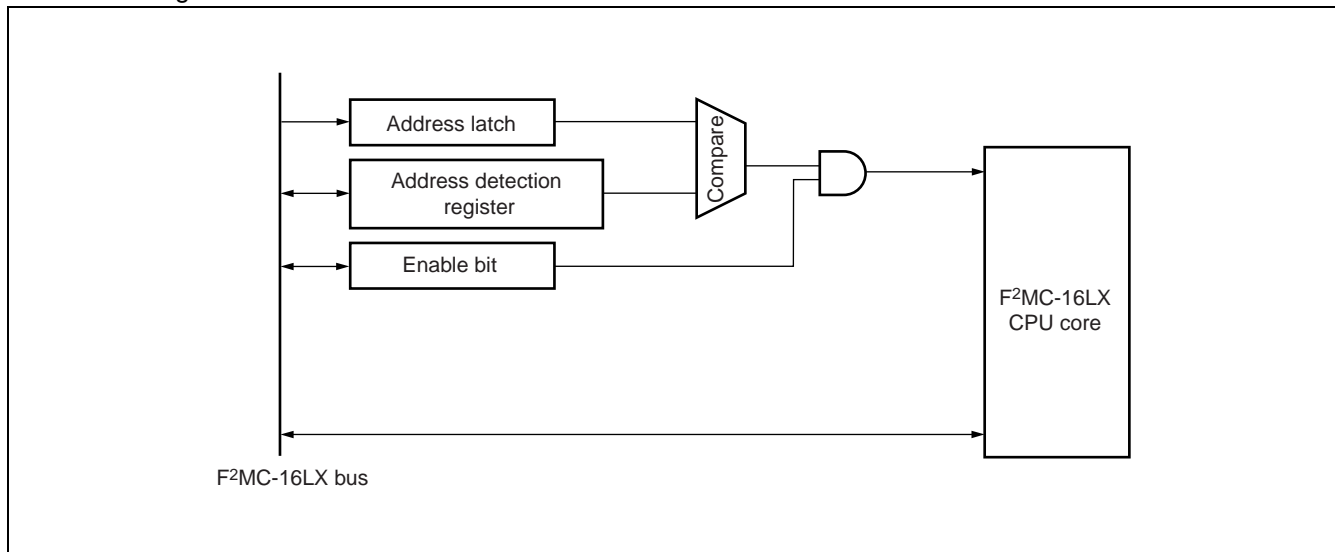 Address latch
Address detection
register
Enable bit
Compare
F²MC-16LX
CPU core
F²MC-16LX bus